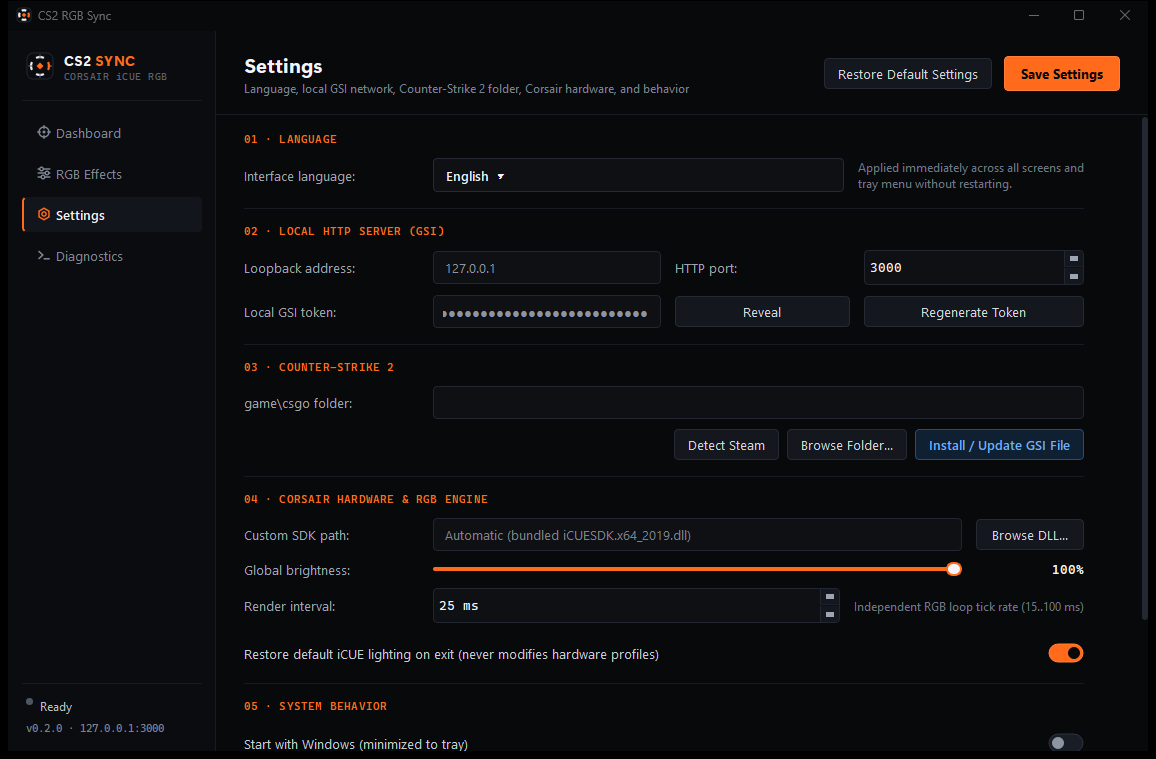 CS2 RGB Sync
CS2 SYNC
CORSAIR iCUE RGB
Dashboard
RGB Effects
Settings
Diagnostics
Ready
v0.2.0 · 127.0.0.1:3000
Settings
Language, local GSI network, Counter-Strike 2 folder, Corsair hardware, and behavior
Restore Default Settings
Save Settings
01 · LANGUAGE
Interface language:
English
Applied immediately across all screens and
tray menu without restarting.
02 · LOCAL HTTP SERVER (GSI)
Loopback address:
127.0.0.1
HTTP port:
3000
Local GSI token:
Reveal
Regenerate Token
03 · COUNTER-STRIKE 2
game\csgo folder:
Detect Steam
Browse Folder...
Install / Update GSI File
04 · CORSAIR HARDWARE & RGB ENGINE
Custom SDK path:
Automatic (bundled iCUESDK.x64_2019.dll)
Browse DLL...
Global brightness:
100%
Render interval:
25 ms
Independent RGB loop tick rate (15..100 ms)
Restore default iCUE lighting on exit (never modifies hardware profiles)
05 · SYSTEM BEHAVIOR
Start with Windows (minimized to tray)